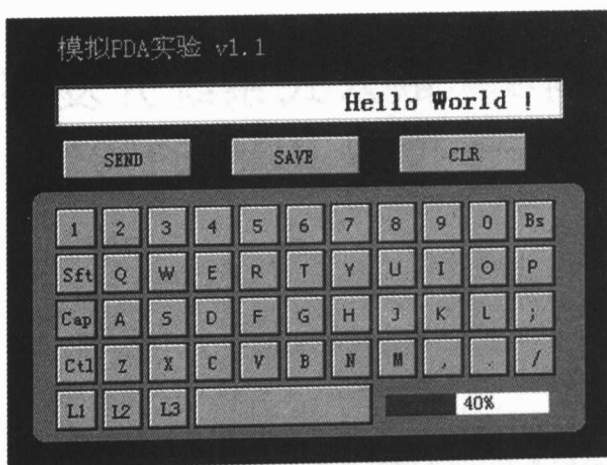 模拟PDA实验 v1.1
Hello World !
SEND SAVE CLR
1 2 3 4 5 6 7 8 9 0 Bs
Sft Q W E R T Y U I O P
Cap A S D F G H J K L ;
Ctl Z X C V B N M , . /
L1 L2 L3 40%